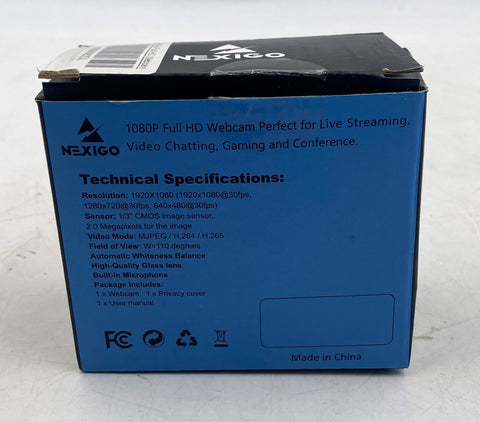 NEXIGO
NEXIGO
1080P Full HD Webcam Perfect for Live Streaming,
Video Chatting, Gaming and Conference.
Technical Specifications:
Resolution: 1920X1080 (1920x1080@30fps,
1280x720@30fps, 640x480@30fps)
Sensor: 1/3" CMOS image sensor,
2.0 Megapixels for the image
Video Mode: MJPEG / H.264 / H.265
Field of View: W=110 degrees
Automatic Whiteness Balance
High-Quality Glass lens
Built-in Microphone
Package Includes:
1 x Webcam 1 x Privacy cover
1 x User manual
FC CE
Made in China